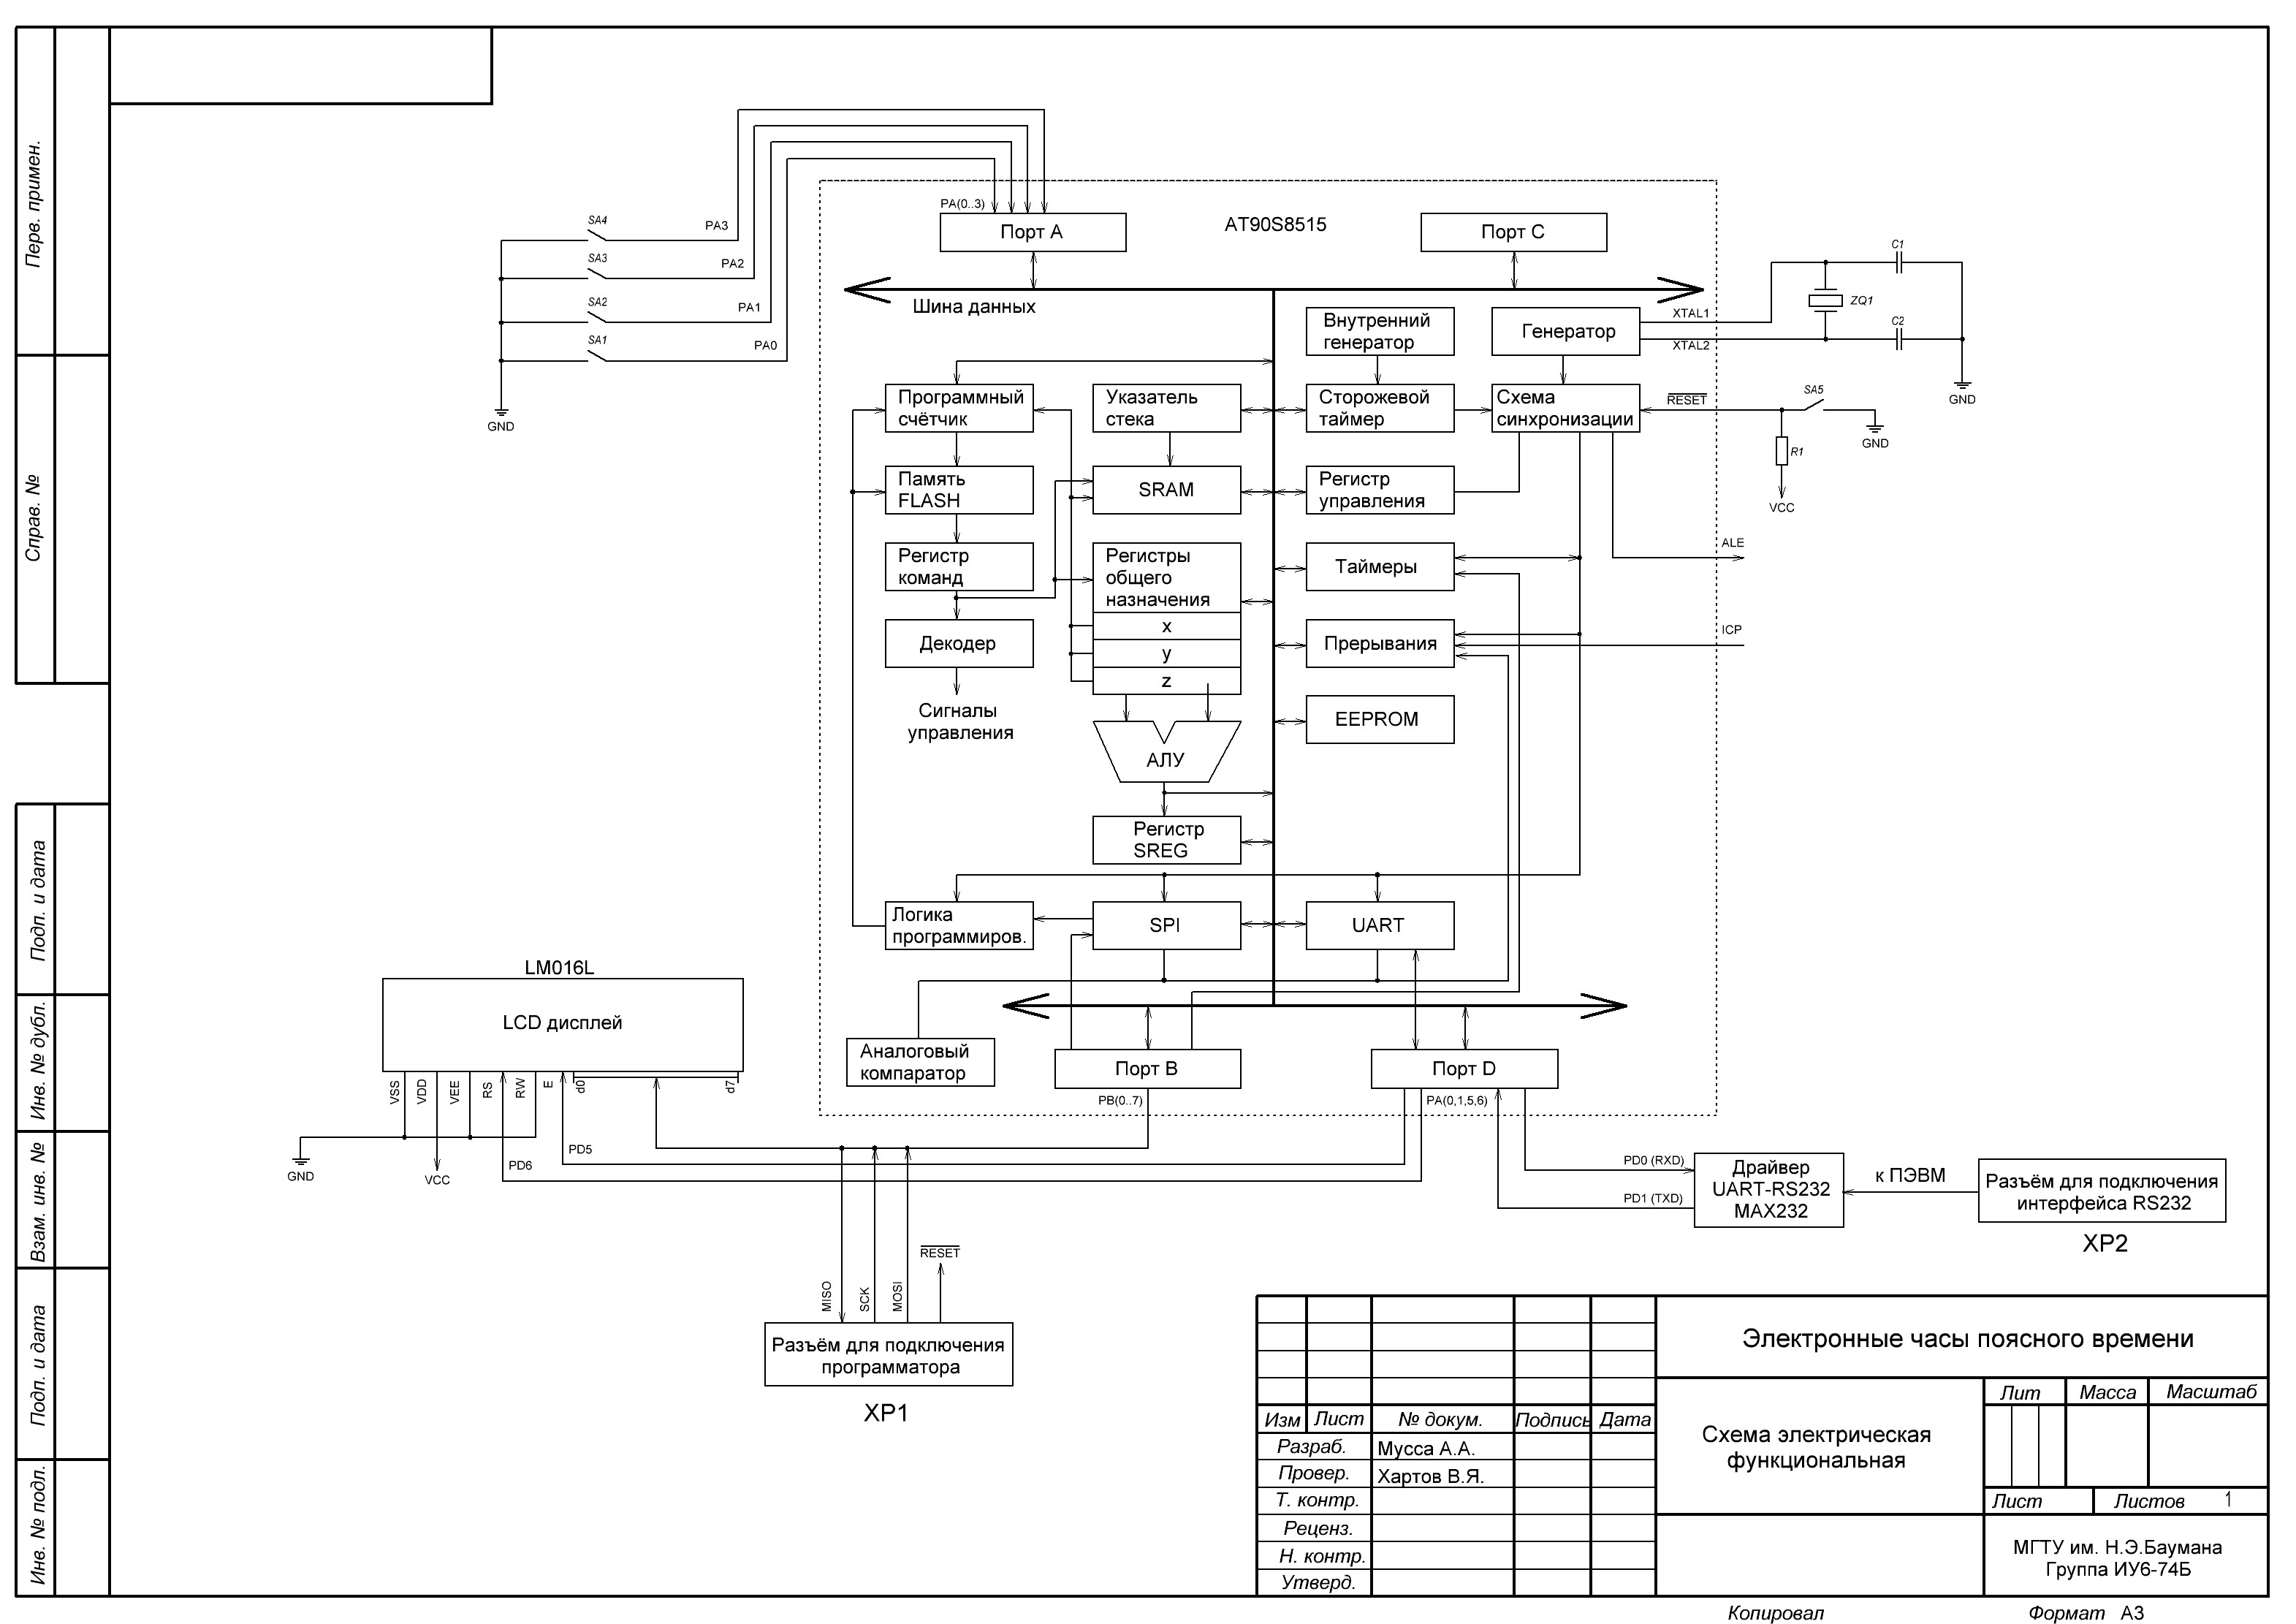 Перв. примен.
Справ. №
Подп. и дата
Инв. № дубл.
Взам. инв. №
Подп. и дата
Инв. № подл.
PA(0..3)
Порт A
AT90S8515
Порт C
SA4
PA3
SA3
PA2
SA2
PA1
SA1
PA0
GND
Шина данных
Внутренний
генератор
Генератор
XTAL1
XTAL2
C1
ZQ1
C2
GND
Программный
счётчик
Указатель
стека
Сторожевой
таймер
Схема
синхронизации
RESET
SA5
GND
R1
VCC
Память
FLASH
SRAM
Регистр
управления
Регистр
команд
Регистры
общего
назначения
x
y
z
Таймеры
ALE
Декодер
Прерывания
ICP
Сигналы
управления
EEPROM
АЛУ
Регистр
SREG
Логика
программиров.
SPI
UART
LM016L
LCD дисплей
VSS
VDD
VEE
RS
RW
E
d0
d7
GND
VCC
PD6
PD5
Аналоговый
компаратор
Порт B
Порт D
PB(0..7)
PA(0,1,5,6)
PD0 (RXD)
PD1 (TXD)
Драйвер
UART-RS232
MAX232
к ПЭВМ
Разъём для подключения
интерфейса RS232
XP2
MISO
SCK
MOSI
RESET
Разъём для подключения
программатора
XP1
Электронные часы поясного времени
Схема электрическая
функциональная
Лит
Масса
Масштаб
Изм
Лист
№ докум.
Подпись
Дата
Разраб.
Мусса А.А.
Провер.
Хартов В.Я.
Т. контр.
Реценз.
Н. контр.
Утверд.
Лист
Листов 1
МГТУ им. Н.Э.Баумана
Группа ИУ6-74Б
Копировал
Формат А3